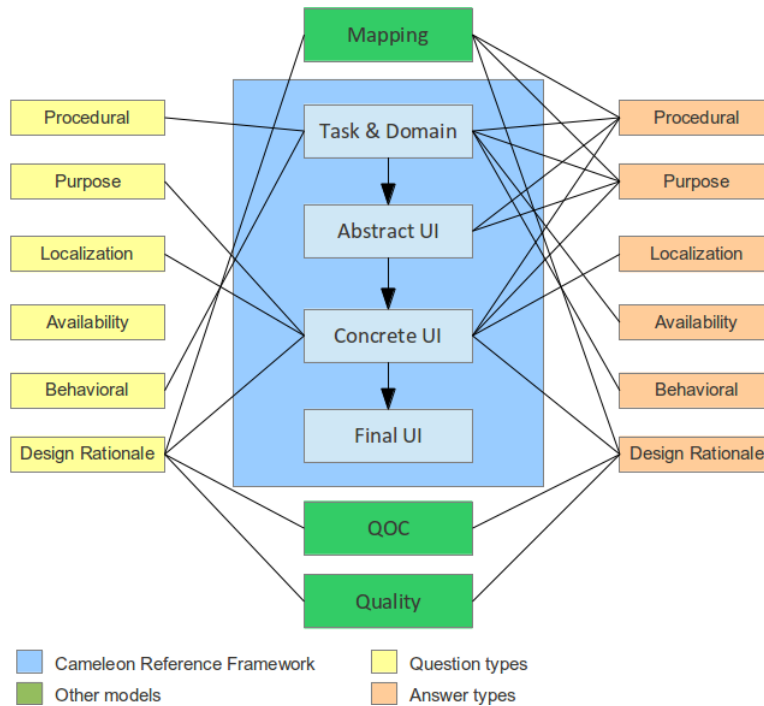 Mapping
Procedural
Task & Domain
Procedural
Purpose
Purpose
Abstract UI
Localization
Localization
Availability
Concrete UI
Availability
Behavioral
Behavioral
Final UI
Design Rationale
Design Rationale
QOC
Quality
Cameleon Reference Framework
Question types
Other models
Answer types